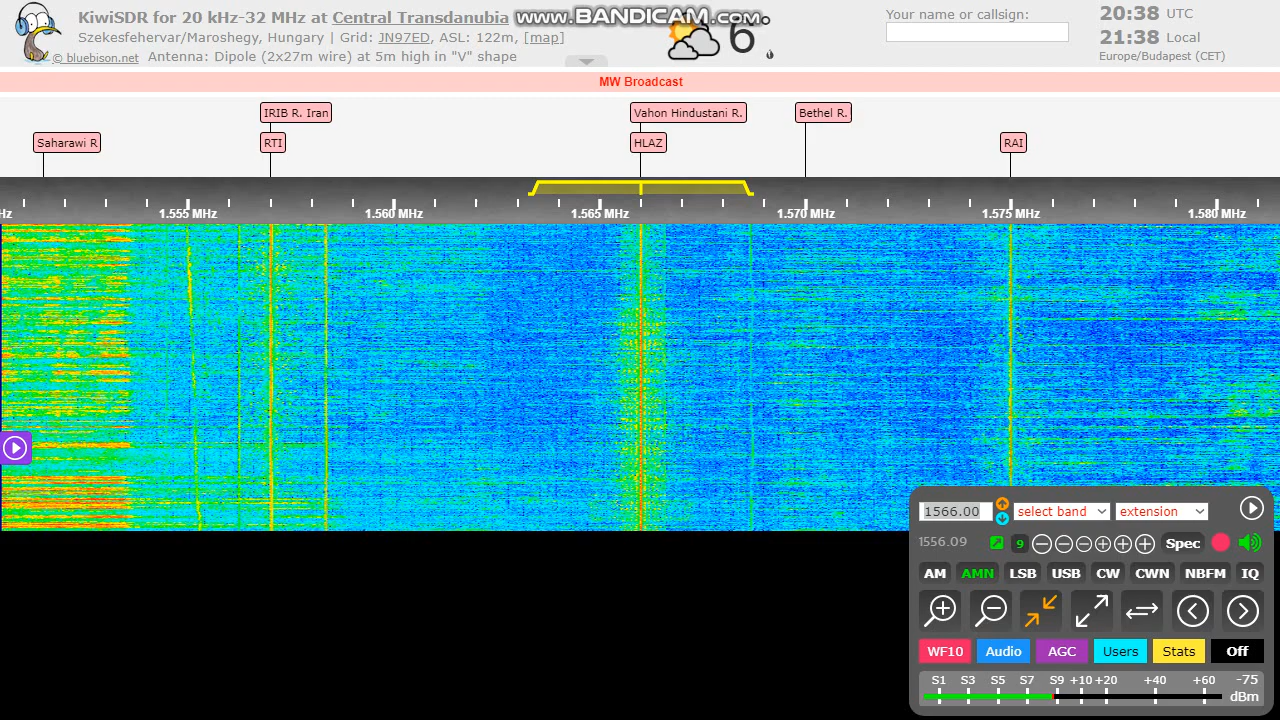 KiwiSDR for 20 kHz-32 MHz at Central Transdanubia
www.BANDICAM.com
Szekesfehervar/Maroshegy, Hungary | Grid: JN97ED, ASL: 122m, [map]
© bluebison.net Antenna: Dipole (2x27m wire) at 5m high in "V" shape
6
Your name or callsign:
20:38 UTC
21:38 Local
Europe/Budapest (CET)
MW Broadcast
IRIB R. Iran Vahon Hindustani R. Bethel R.
Saharawi R RTI HLAZ RAI
Hz 1.555 MHz 1.560 MHz 1.565 MHz 1.570 MHz 1.575 MHz 1.580 MHz
1566.00 select band extension
1556.09 9 Spec
AM AMN LSB USB CW CWN NBFM IQ
WF10 Audio AGC Users Stats Off
S1 S3 S5 S7 S9 +10 +20 +40 +60 -75
dBm